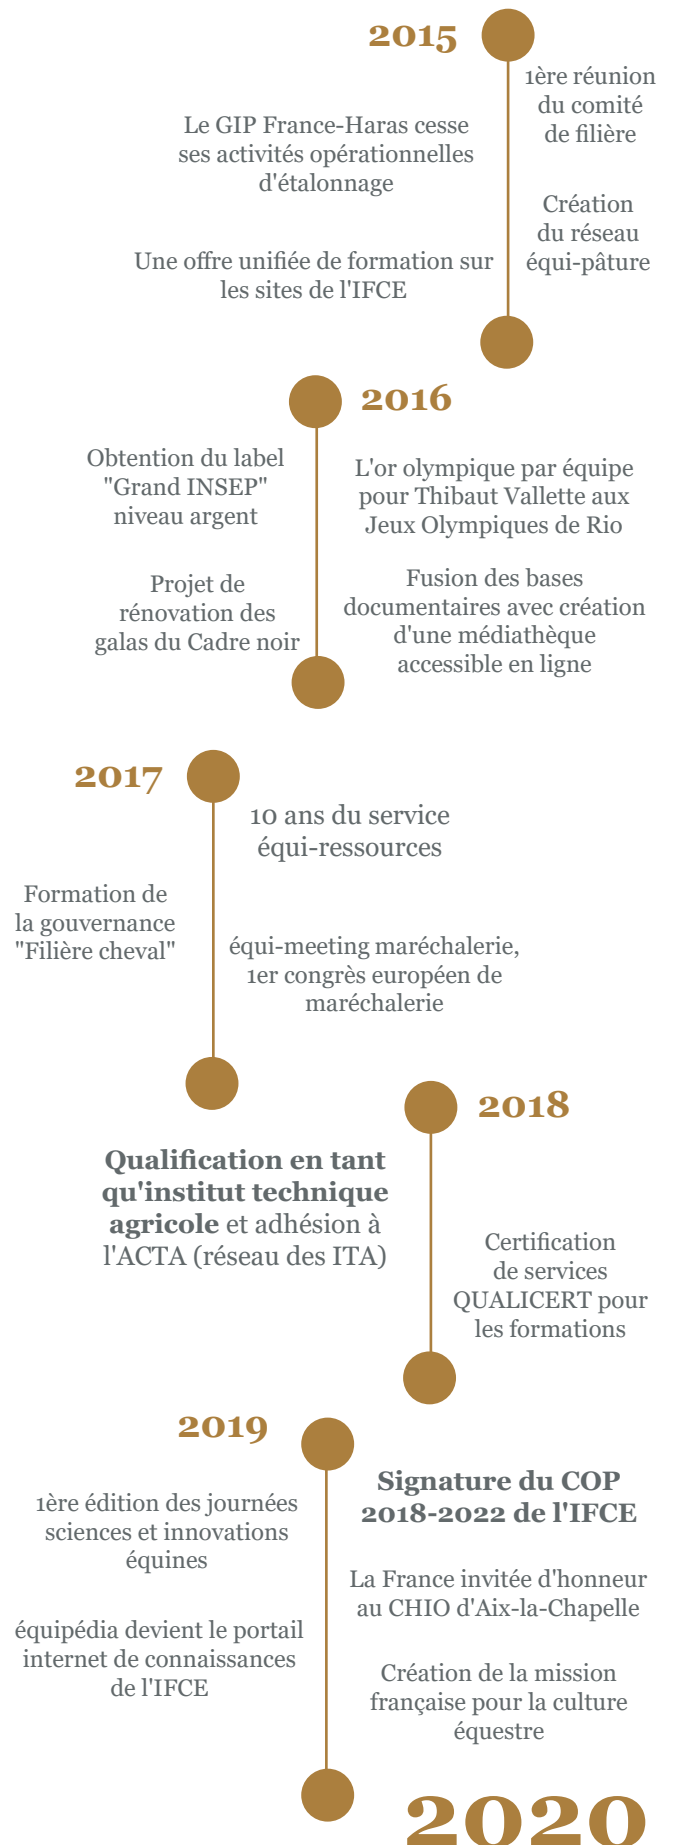 2015
1ère réunion
du comité
de filière
Le GIP France-Haras cesse
ses activités opérationnelles
d'étalonnage
Création
du réseau
équi-pâture
Une offre unifiée de formation sur
les sites de l'IFCE
2016
Obtention du label
"Grand INSEP"
niveau argent
L'or olympique par équipe
pour Thibaut Vallette aux
Jeux Olympiques de Rio
Projet de
rénovation des
galas du Cadre noir
Fusion des bases
documentaires avec création
d'une médiathèque
accessible en ligne
2017
10 ans du service
équi-ressources
Formation de
la gouvernance
"Filière cheval"
équi-meeting maréchalerie,
1er congrès européen de
maréchalerie
2018
Qualification en tant
qu'institut technique
agricole et adhésion à
l'ACTA (réseau des ITA)
Certification
de services
QUALICERT pour
les formations
2019
Signature du COP
2018-2022 de l'IFCE
1ère édition des journées
sciences et innovations
équines
La France invitée d'honneur
au CHIO d'Aix-la-Chapelle
équipédia devient le portail
internet de connaissances
de l'IFCE
Création de la mission
française pour la culture
équestre
2020